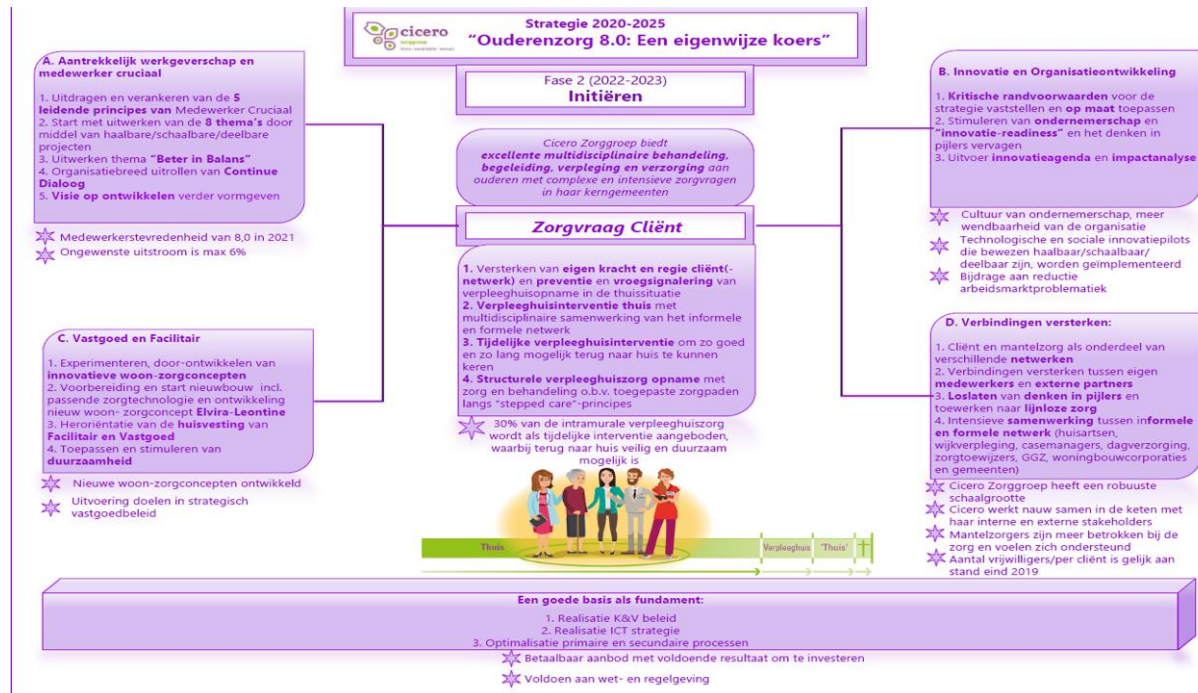 cicero
zorggroep
Strategie 2020-2025
“Ouderenzorg 8.0: Een eigenwijze koers”
Fase 2 (2022-2023)
Initiëren
Cicero Zorggroep biedt
excellente multidisciplinaire behandeling,
begeleiding, verpleging en verzorging aan
ouderen met complexe en intensieve zorgvragen
in haar kerngemeenten
A. Aantrekkelijk werkgeverschap en
medewerker cruciaal
1. Uitdragen en verankeren van de 5
leidende principes van Medewerker Cruciaal
2. Start met uitwerken van de 8 thema’s door
middel van haalbare/schaalbare/deelbare
projecten
3. Uitwerken thema “Beter in Balans”
4. Organisatiebreed uitrollen van Continue
Dialoog
5. Visie op ontwikkelen verder vormgeven
Medewerkerstevredenheid van 8,0 in 2021
Ongewenste uitstroom is max 6%
B. Innovatie en Organisatieontwikkeling
1. Kritische randvoorwaarden voor de
strategie vaststellen en op maat toepassen
2. Stimuleren van ondernemerschap en
“innovatie-readiness” en het denken in
pijlers vervagen
3. Uitvoer innovatieagenda en impactanalyse
Cultuur van ondernemerschap, meer
wendbaarheid van de organisatie
Technologische en sociale innovatiepilots
die bewezen haalbaar/schaalbaar/
deelbaar zijn, worden geïmplementeerd
Bijdrage aan reductie
arbeidsmarktproblematiek
Zorgvraag Cliënt
1. Versterken van eigen kracht en regie cliënt(-
netwerk) en preventie en vroegsignalering van
verpleeghuisopname in de thuissituatie
2. Verpleeghuisinterventie thuis met
multidisciplinaire samenwerking van het informele
en formele netwerk
3. Tijdelijke verpleeghuisinterventie om zo goed
en zo lang mogelijk terug naar huis te kunnen
keren
4. Structurele verpleeghuiszorg opname met
zorg en behandeling o.b.v. toegepaste zorgpaden
langs “stepped care”-principes
30% van de intramurale verpleeghuiszorg
wordt als tijdelijke interventie aangeboden,
waarbij terug naar huis veilig en duurzaam
mogelijk is
C. Vastgoed en Facilitair
1. Experimenteren, door-ontwikkelen van
innovatieve woon-zorgconcepten
2. Voorbereiding en start nieuwbouw incl.
passende zorgtechnologie en ontwikkeling
nieuw woon- zorgconcept Elvira-Leontine
3. Heroriëntatie van de huisvesting van
Facilitair en Vastgoed
4. Toepassen en stimuleren van
duurzaamheid
Nieuwe woon-zorgconcepten ontwikkeld
Uitvoering doelen in strategisch
vastgoedbeleid
D. Verbindingen versterken:
1. Cliënt en mantelzorg als onderdeel van
verschillende netwerken
2. Verbindingen versterken tussen eigen
medewerkers en externe partners
3. Loslaten van denken in pijlers en
toewerken naar lijnloze zorg
4. Intensieve samenwerking tussen informele
en formele netwerk (huisartsen,
wijkverpleging, casemanagers, dagverzorging,
zorgtoewijzers, GGZ, woningbouwcorporaties
en gemeenten)
Cicero Zorggroep heeft een robuuste
schaalgrootte
Cicero werkt nauw samen in de keten met
haar interne en externe stakeholders
Mantelzorgers zijn meer betrokken bij de
zorg en voelen zich ondersteund
Aantal vrijwilligers/per cliënt is gelijk aan
stand eind 2019
Thuis Verpleeghuis ‘Thuis’
Een goede basis als fundament:
1. Realisatie K&V beleid
2. Realisatie ICT strategie
3. Optimalisatie primaire en secundaire processen
Betaalbaar aanbod met voldoende resultaat om te investeren
Voldoen aan wet- en regelgeving